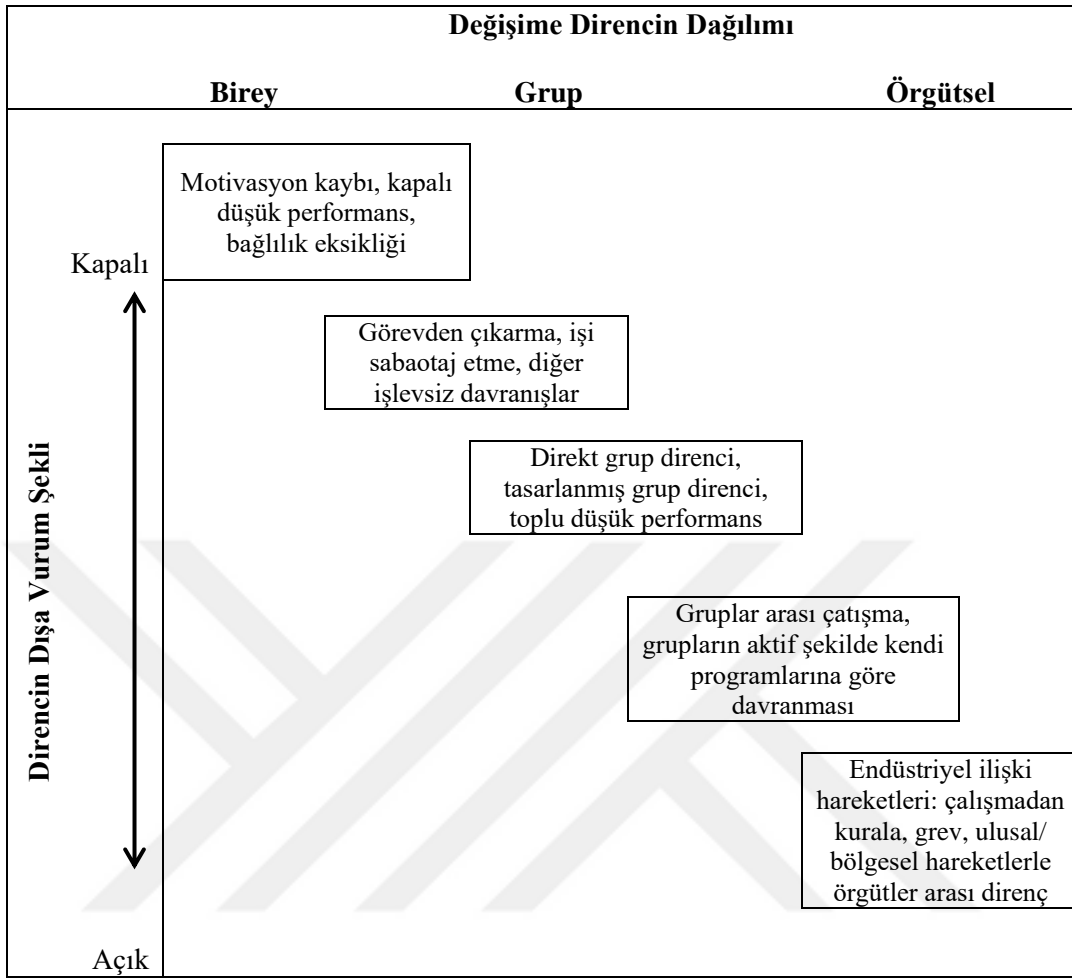 Değişime Direncin Dağılımı
Birey Grup Örgütsel
Motivasyon kaybı, kapalı
düşük performans,
bağlılık eksikliği
Kapalı
Görevden çıkarma, işi
sabaotaj etme, diğer
işlevsiz davranışlar
Direkt grup direnci,
tasarlanmış grup direnci,
toplu düşük performans
Direncin Dışa Vurum Şekli
Gruplar arası çatışma,
grupların aktif şekilde kendi
programlarına göre
davranması
Endüstriyel ilişki
hareketleri: çalışmadan
kurala, grev, ulusal/
bölgesel hareketlerle
örgütler arası direnç
Açık